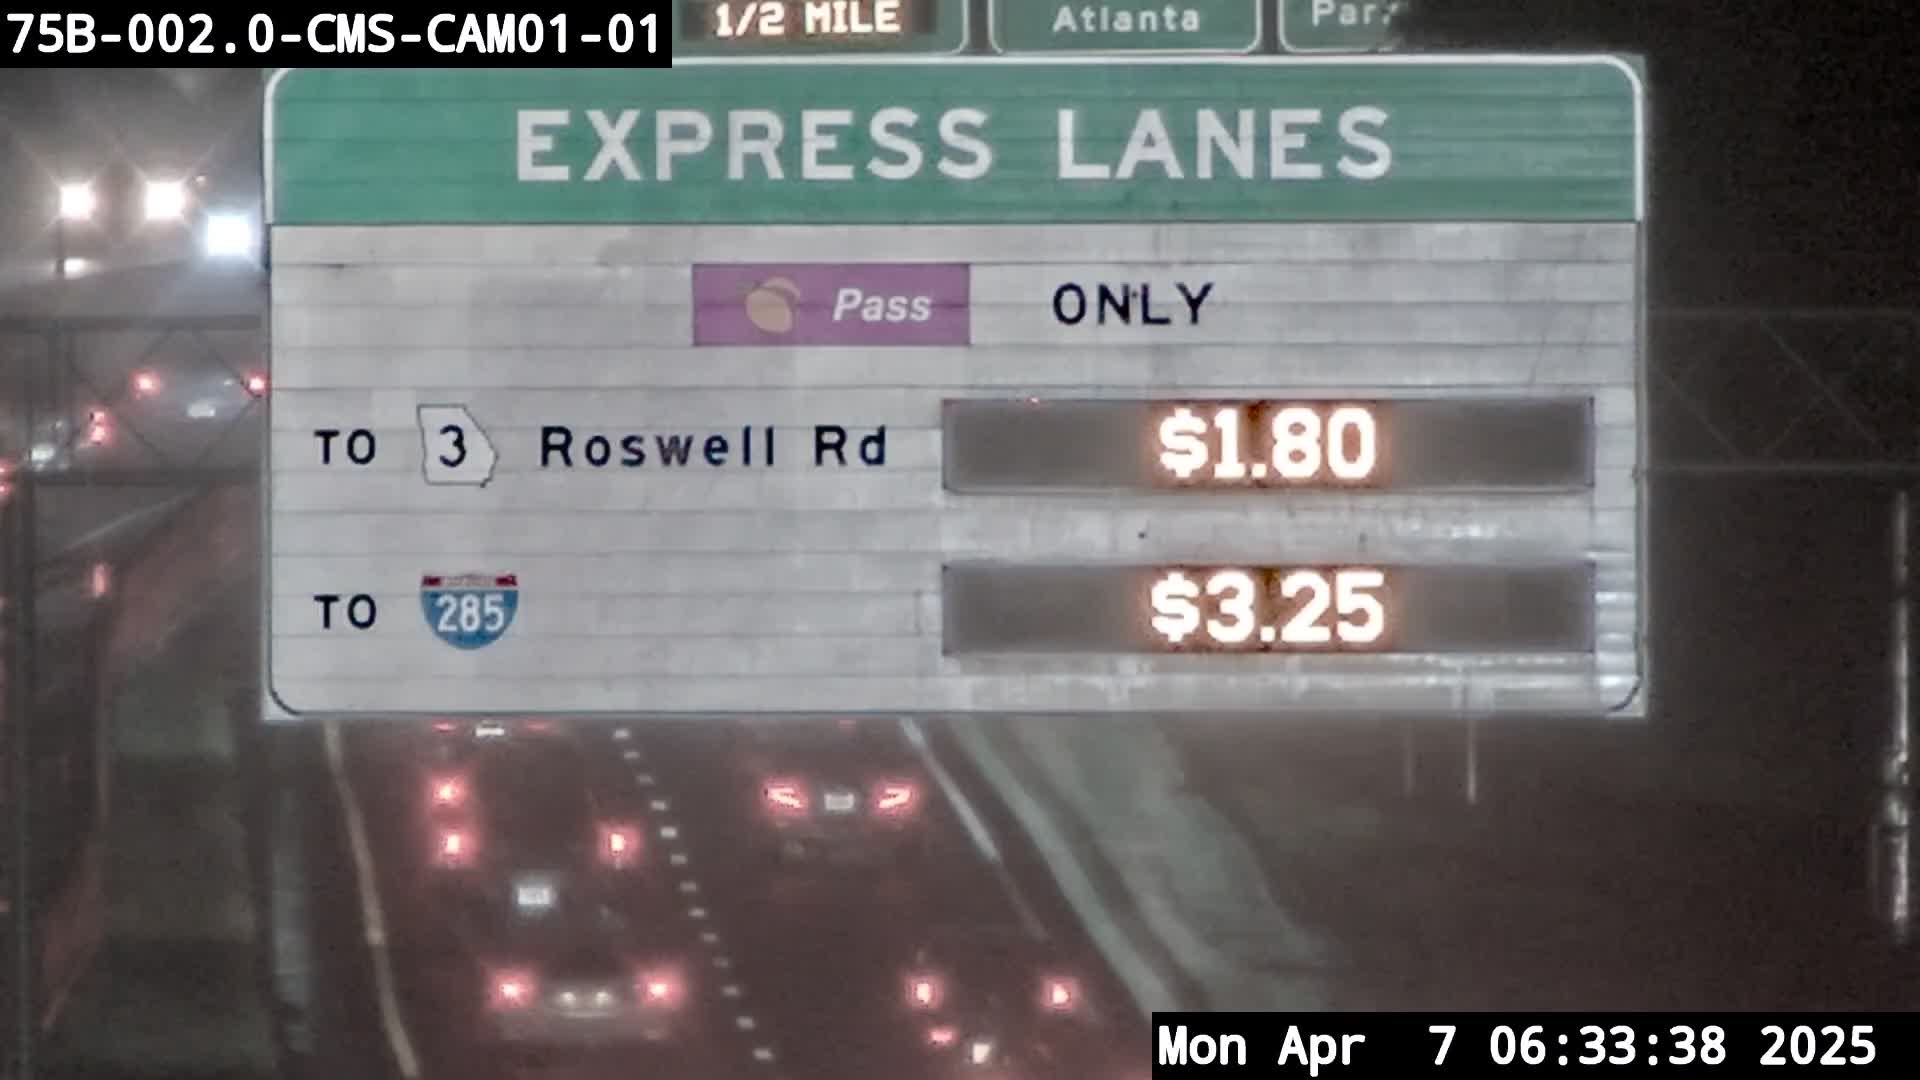 75B-002.0-CMS-CAM01-01
1/2 MILE
Atlanta
EXPRESS LANES
Pass ONLY
TO 3 Roswell Rd $1.80
TO 285 $3.25
Mon Apr 7 06:33:38 2025